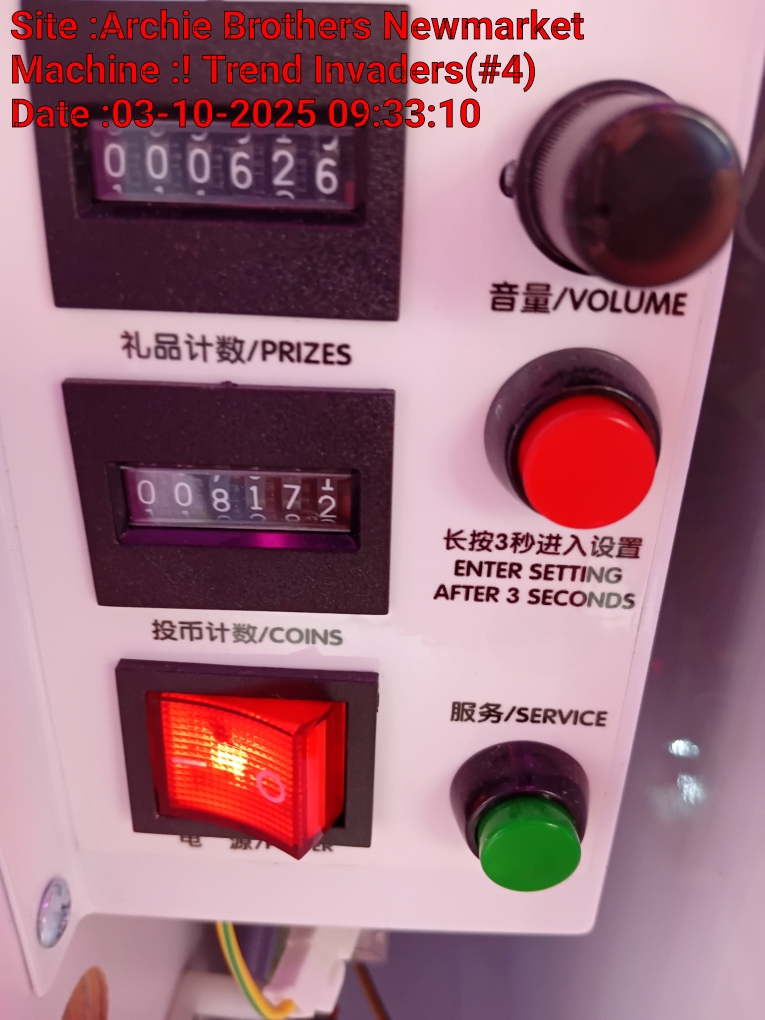 Site :Archie Brothers Newmarket
Machine :! Trend Invaders(#4)
Date :03-10-2025 09:33:10
000626
音量/VOLUME
礼品计数/PRIZES
008172
长按3秒进入设置
ENTER SETTING
AFTER 3 SECONDS
投币计数/COINS
服务/SERVICE
O
源/